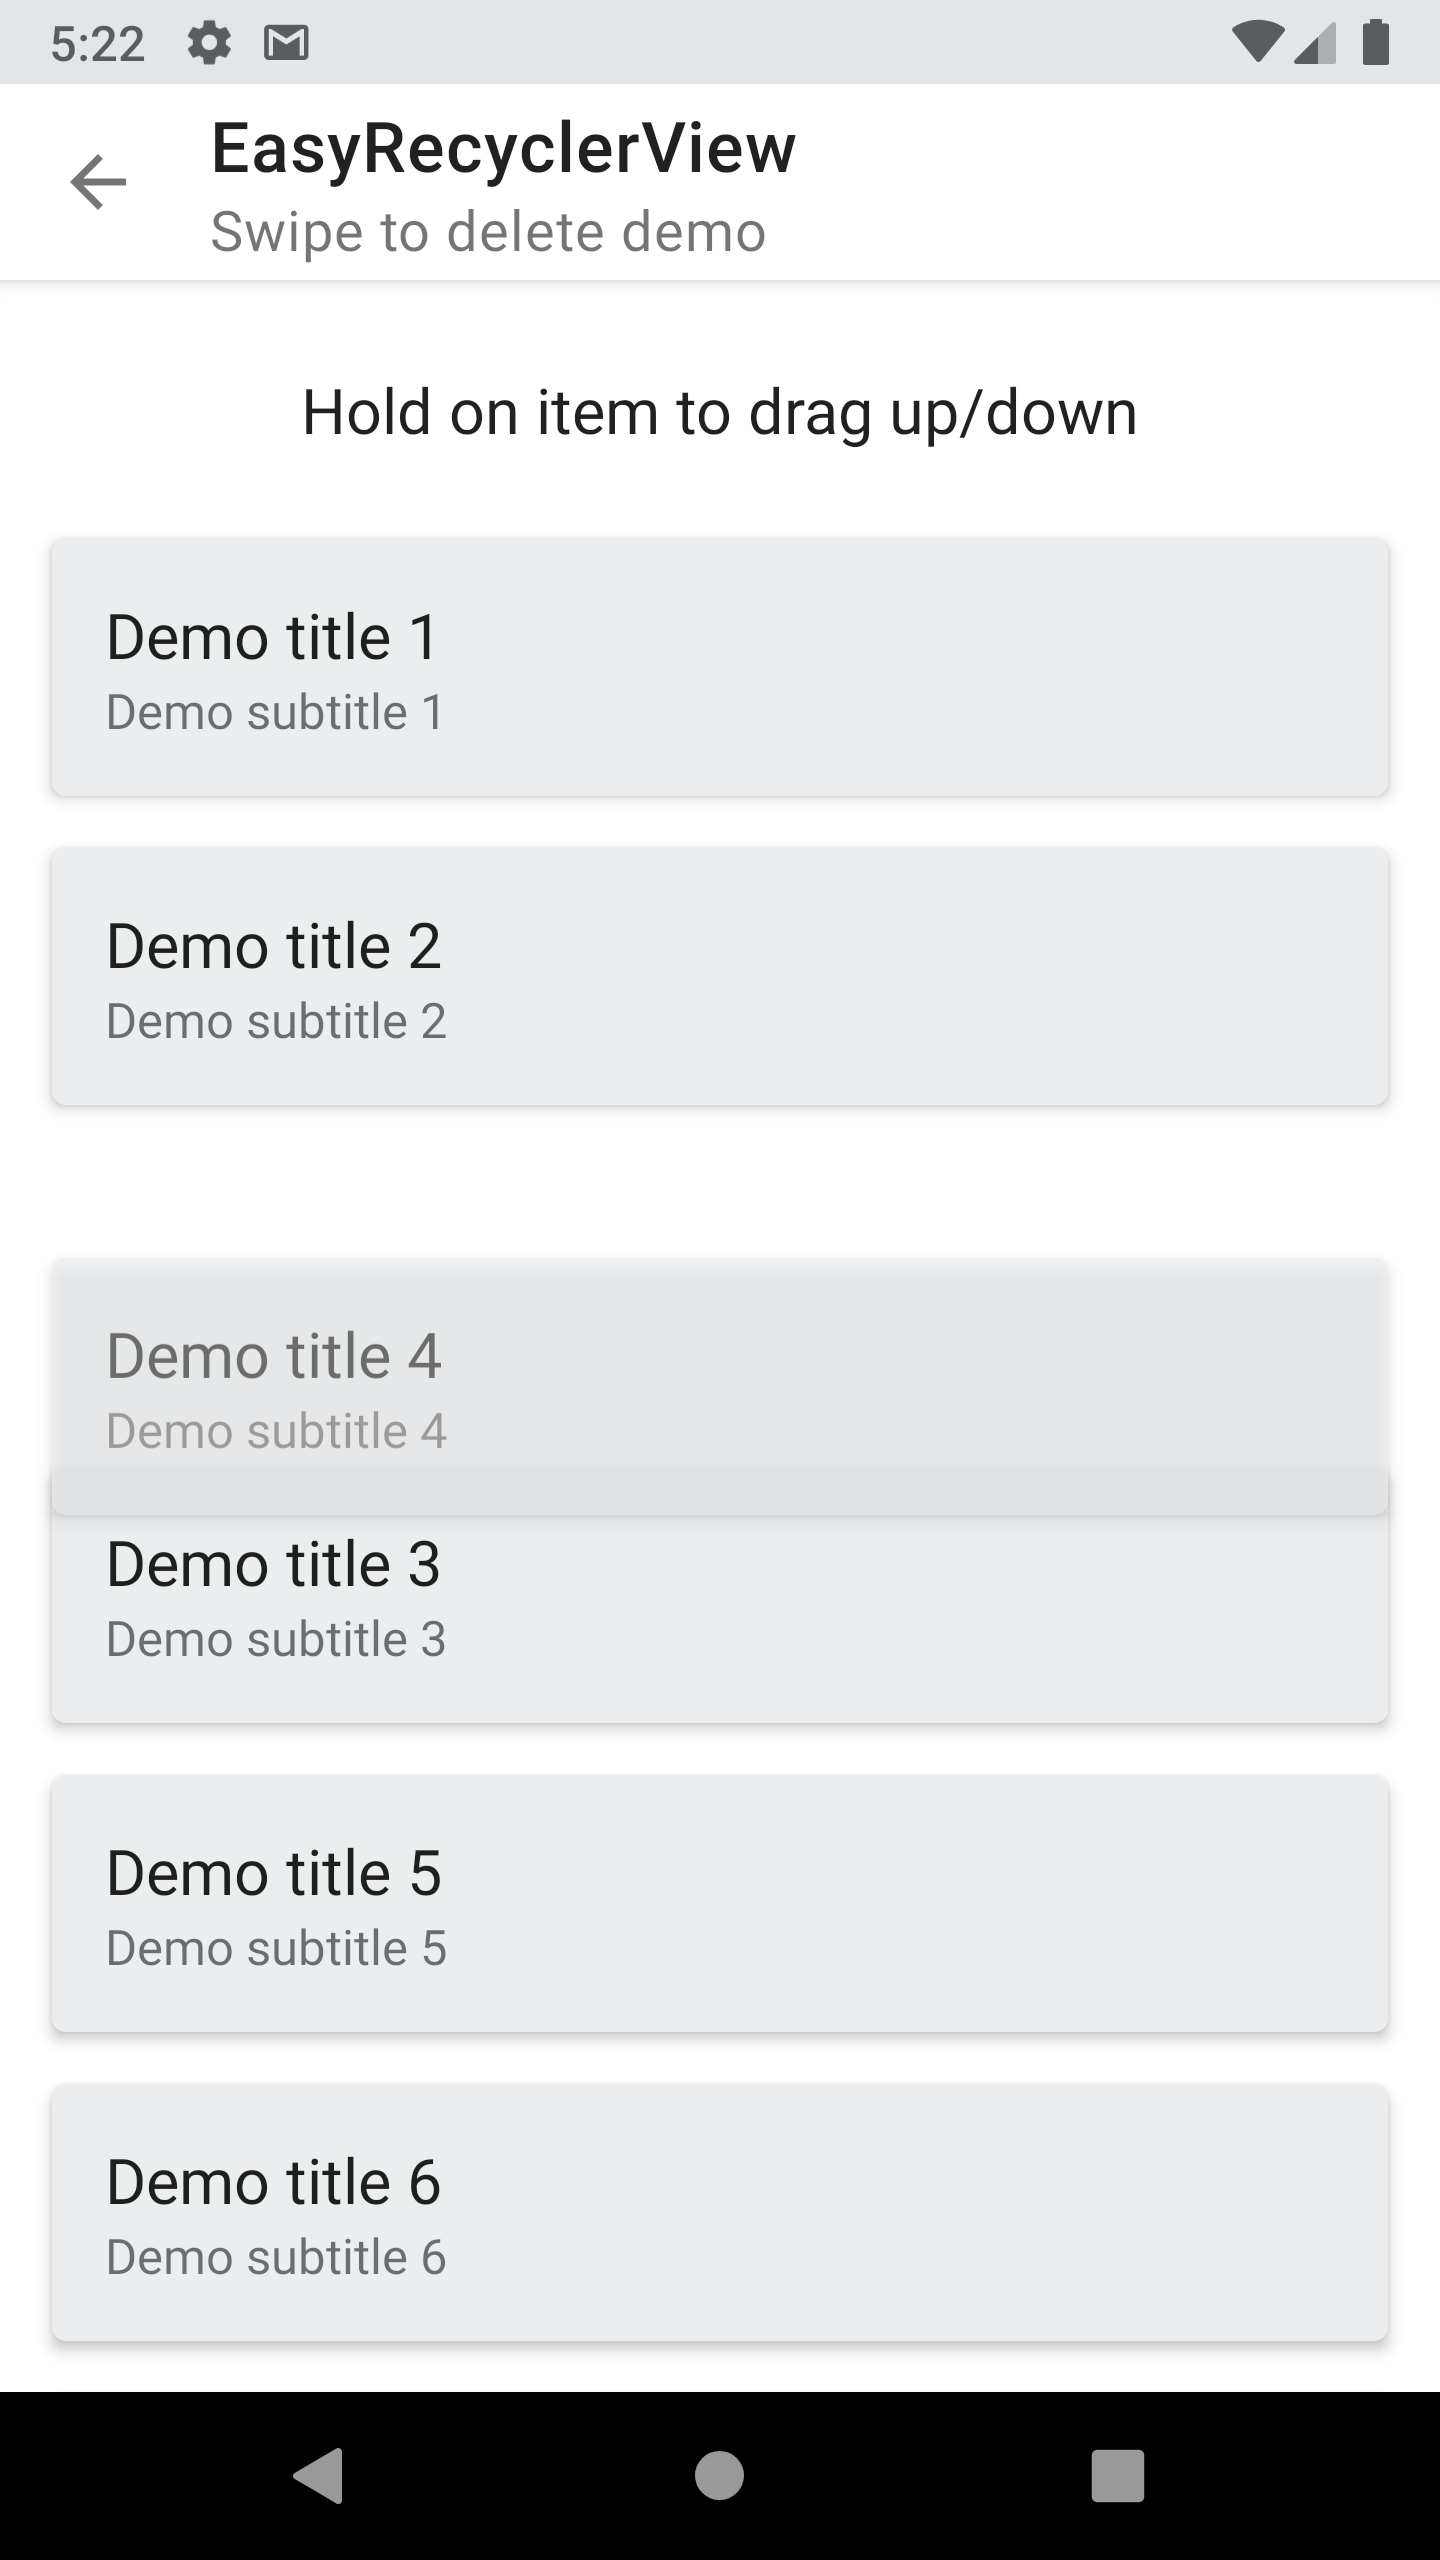 5:22
EasyRecyclerView
Swipe to delete demo
Hold on item to drag up/down
Demo title 1
Demo subtitle 1
Demo title 2
Demo subtitle 2
Demo title 4
Demo subtitle 4
Demo title 3
Demo subtitle 3
Demo title 5
Demo subtitle 5
Demo title 6
Demo subtitle 6